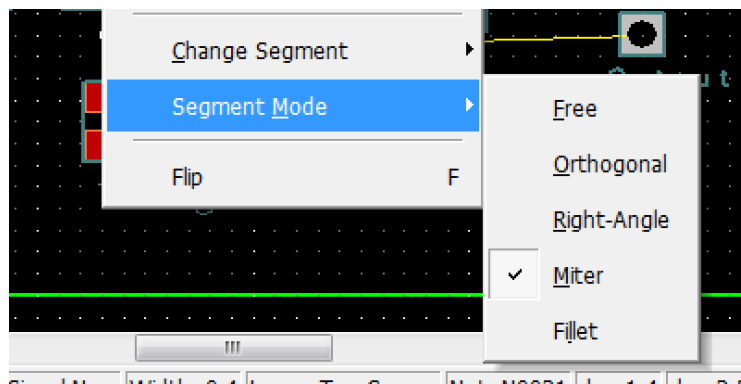 Change Segment
Segment Mode
Flip F
Free
Orthogonal
Right-Angle
Miter
Fillet